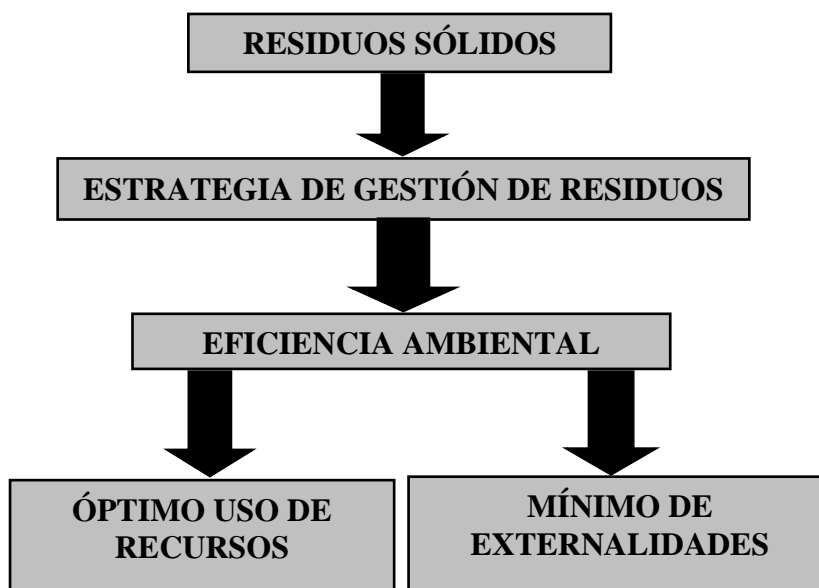 RESIDUOS SÓLIDOS
ESTRATEGIA DE GESTIÓN DE RESIDUOS
EFICIENCIA AMBIENTAL
ÓPTIMO USO DE
RECURSOS
MÍNIMO DE
EXTERNALIDADES